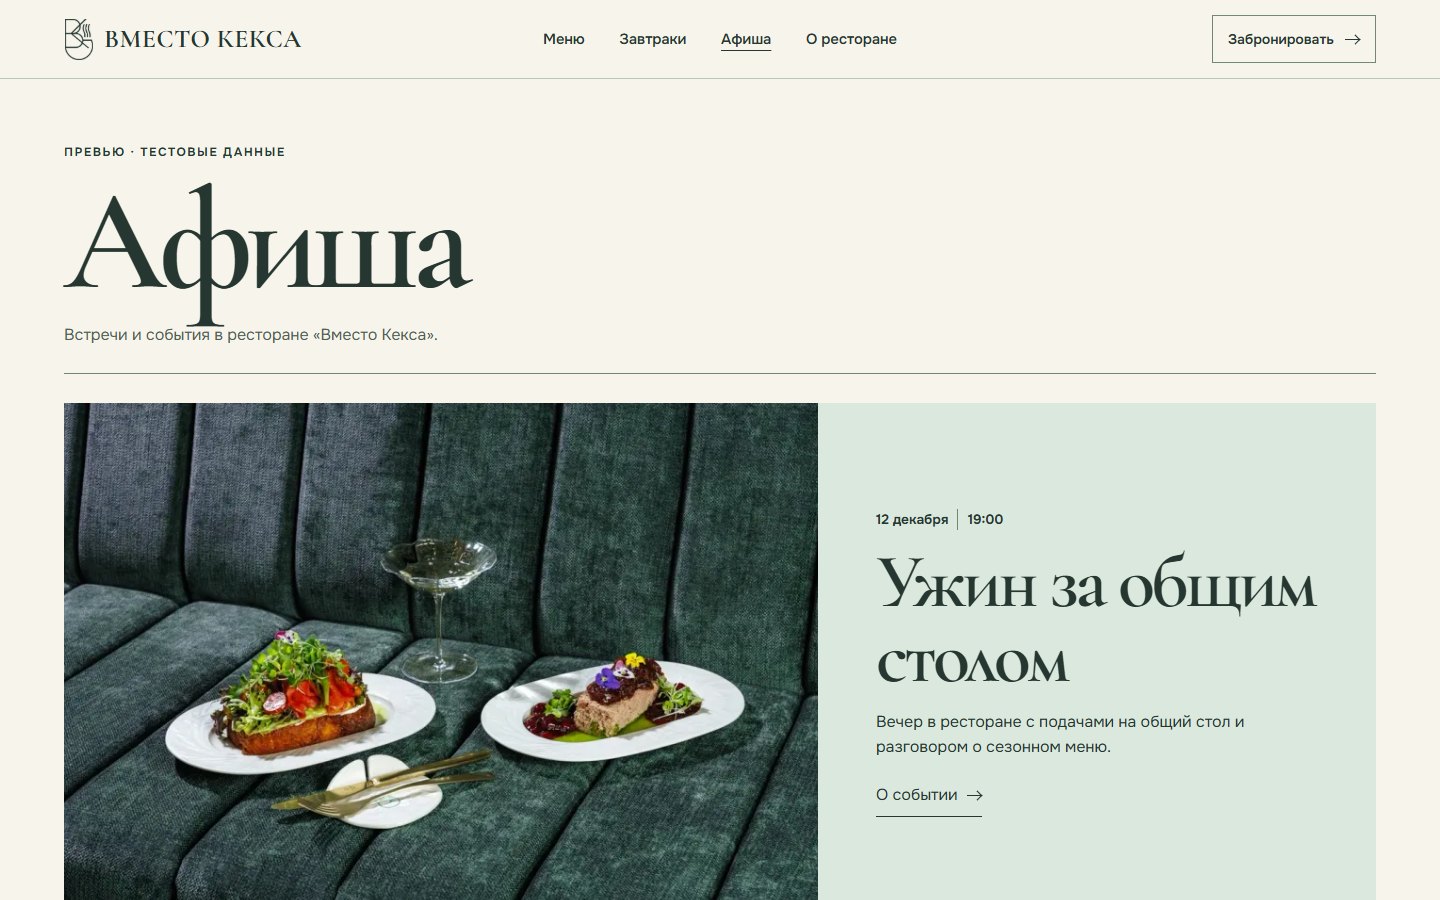 ВМЕСТО КЕКСА
Меню
Завтраки
Афиша
О ресторане
Забронировать
ПРЕВЬЮ · ТЕСТОВЫЕ ДАННЫЕ
Афиша
Встречи и события в ресторане «Вместо Кекса».
12 декабря
19:00
Ужин за общим
столом
Вечер в ресторане с подачами на общий стол и
разговором о сезонном меню.
О событии